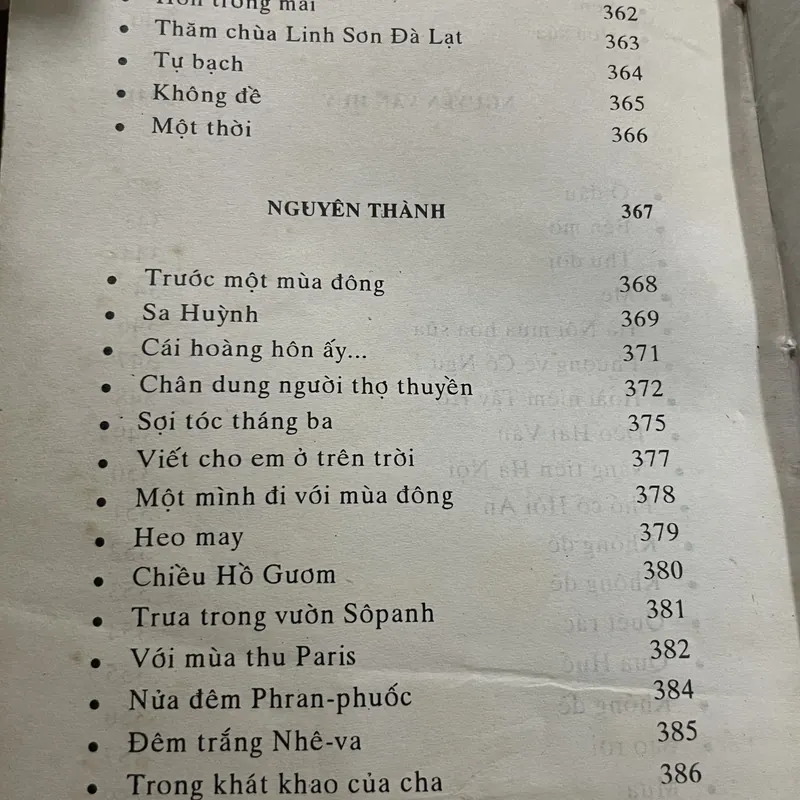 Hòn trống mái 362
• Thăm chùa Linh Sơn Đà Lạt 363
• Tự bạch 364
• Không đề 365
• Một thời 366
NGUYÊN THÀNH 367
• Trước một mùa đông 368
• Sa Huỳnh 369
• Cái hoàng hôn ấy... 371
• Chân dung người thợ thuyền 372
• Sợi tóc tháng ba 375
• Viết cho em ở trên trời 377
• Một mình đi với mùa đông 378
• Heo may 379
• Chiều Hồ Gươm 380
• Trưa trong vườn Sôpanh 381
• Với mùa thu Paris 382
• Nửa đêm Phran-phuốc 384
• Đêm trắng Nhê-va 385
• Trong khát khao của cha 386